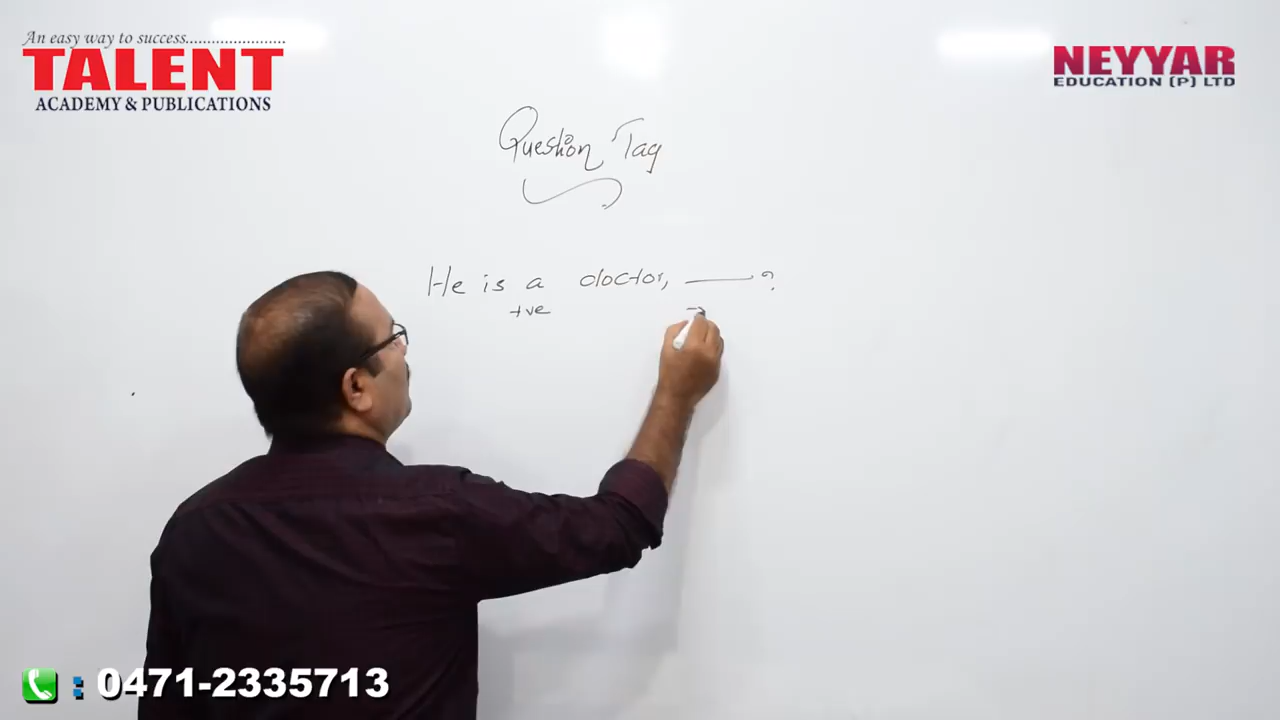 An easy way to success.......................
TALENT
ACADEMY & PUBLICATIONS
NEYYAR
EDUCATION (P) LTD
Question Tag
He is a doctor, ____?
+ve
: 0471-2335713